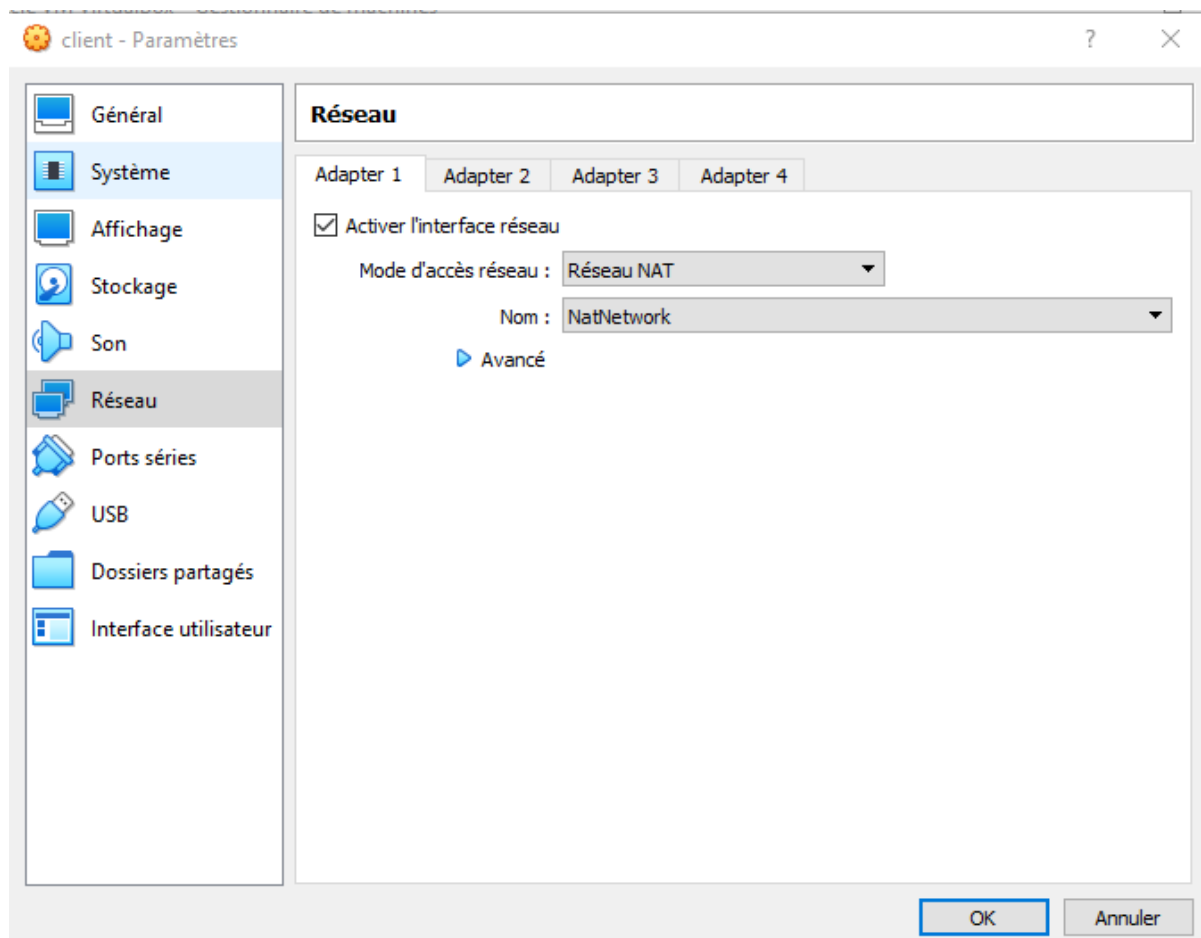 client - Paramètres
?
Général
Système
Affichage
Stockage
Son
Réseau
Ports séries
USB
Dossiers partagés
Interface utilisateur
Réseau
Adapter 1 Adapter 2 Adapter 3 Adapter 4
Activer l'interface réseau
Mode d'accès réseau : Réseau NAT
Nom : NatNetwork
Avancé
OK Annuler